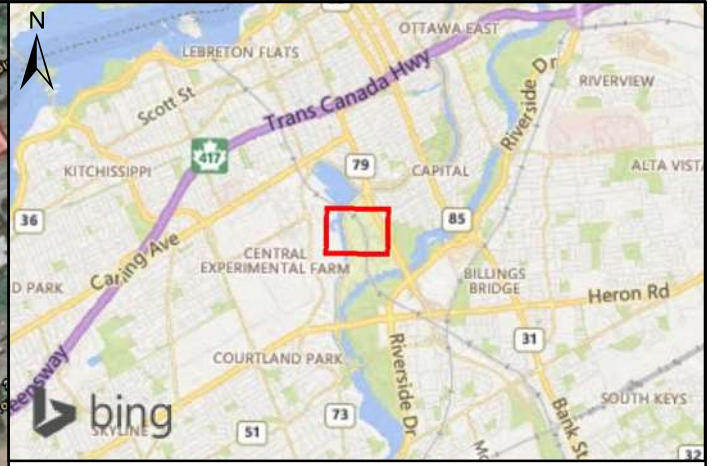 N
OTTAWA EAST
LEBRETON FLATS
Riverside Dr
RIVERVIEW
Scott St
Trans Canada Hwy
417
79
KITCHISSIPPI
CAPITAL
ALTA VISTA
36
85
Carling Ave
CENTRAL
EXPERIMENTAL FARM
D PARK
BILLINGS
BRIDGE
Heron Rd
31
COURTLAND PARK
Riverside Dr
eensway
bing
SOUTH KEYS
73
Bank St
SKYLINE
51
32